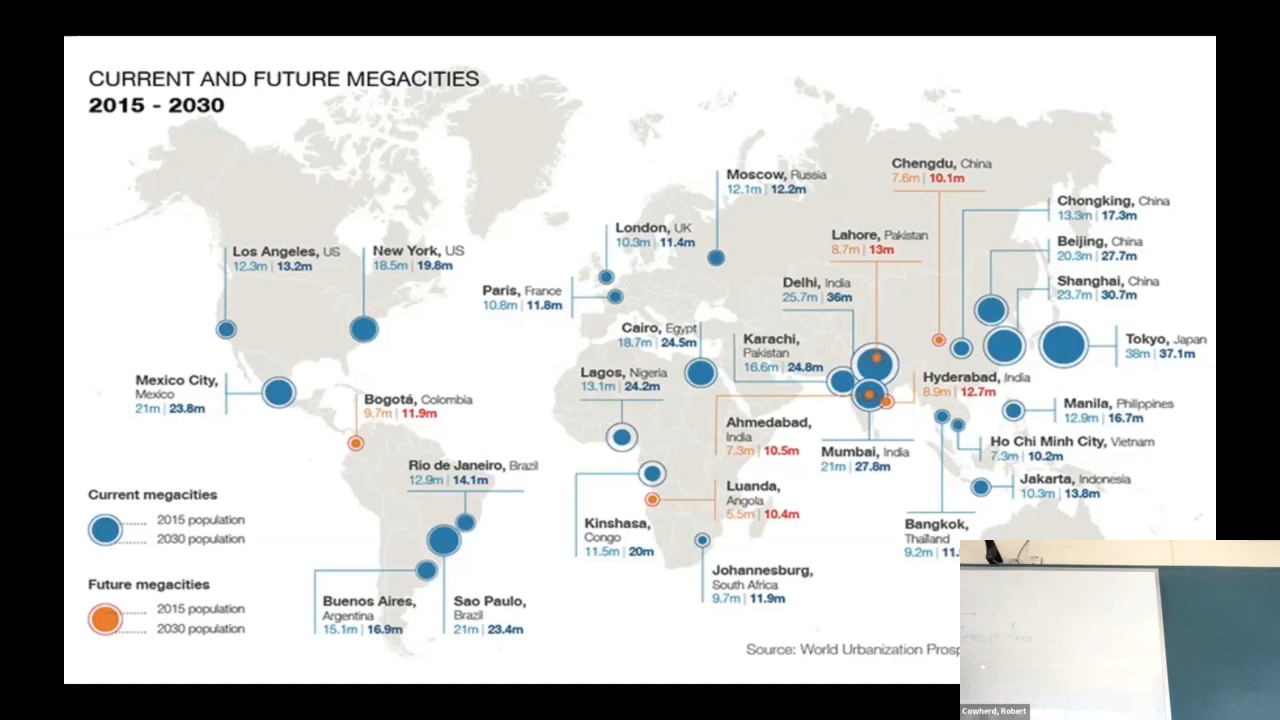 CURRENT AND FUTURE MEGACITIES
2015 - 2030
Chengdu, China
7.6m | 10.1m
Moscow, Russia
12.1m | 12.2m
Chongking, China
13.3m | 17.3m
London, UK
10.3m | 11.4m
Lahore, Pakistan
8.7m | 13m
Beijing, China
20.3m | 27.7m
Los Angeles, US
12.3m | 13.2m
New York, US
18.5m | 19.8m
Delhi, India
25.7m | 36m
Shanghai, China
23.7m | 30.7m
Paris, France
10.8m | 11.8m
Cairo, Egypt
18.7m | 24.5m
Karachi,
Pakistan
16.6m | 24.8m
Tokyo, Japan
38m | 37.1m
Mexico City,
Mexico
21m | 23.8m
Lagos, Nigeria
13.1m | 24.2m
Hyderabad, India
8.9m | 12.7m
Bogotá, Colombia
9.7m | 11.9m
Manila, Philippines
12.9m | 16.7m
Ahmedabad,
India
7.3m | 10.5m
Mumbai, India
21m | 27.8m
Ho Chi Minh City, Vietnam
7.3m | 10.2m
Rio de Janeiro, Brazil
12.9m | 14.1m
Jakarta, Indonesia
10.3m | 13.8m
Luanda,
Angola
5.5m | 10.4m
Kinshasa,
Congo
11.5m | 20m
Bangkok,
Thailand
9.2m | 11.
Johannesburg,
South Africa
9.7m | 11.9m
Current megacities
2015 population
2030 population
Future megacities
2015 population
2030 population
Buenos Aires,
Argentina
15.1m | 16.9m
Sao Paulo,
Brazil
21m | 23.4m
Source: World Urbanization Prosp
Cowherd, Robert